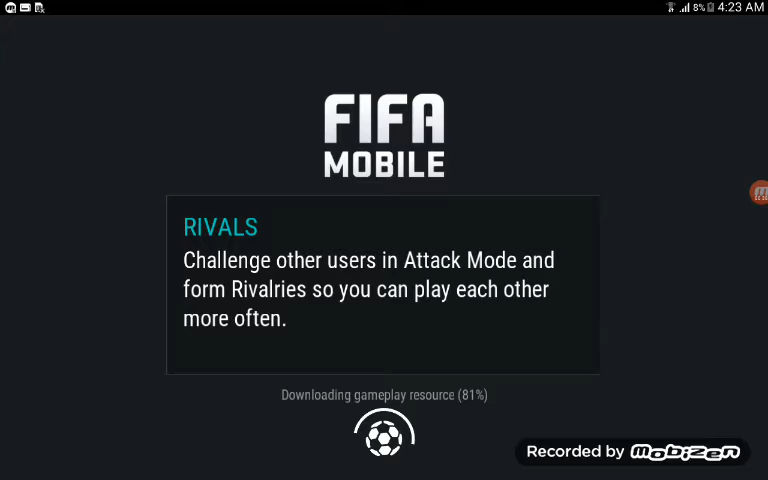 8% 4:23 AM
FIFA
MOBILE
RIVALS
Challenge other users in Attack Mode and
form Rivalries so you can play each other
more often.
Downloading gameplay resource (81%)
Recorded by mobizen